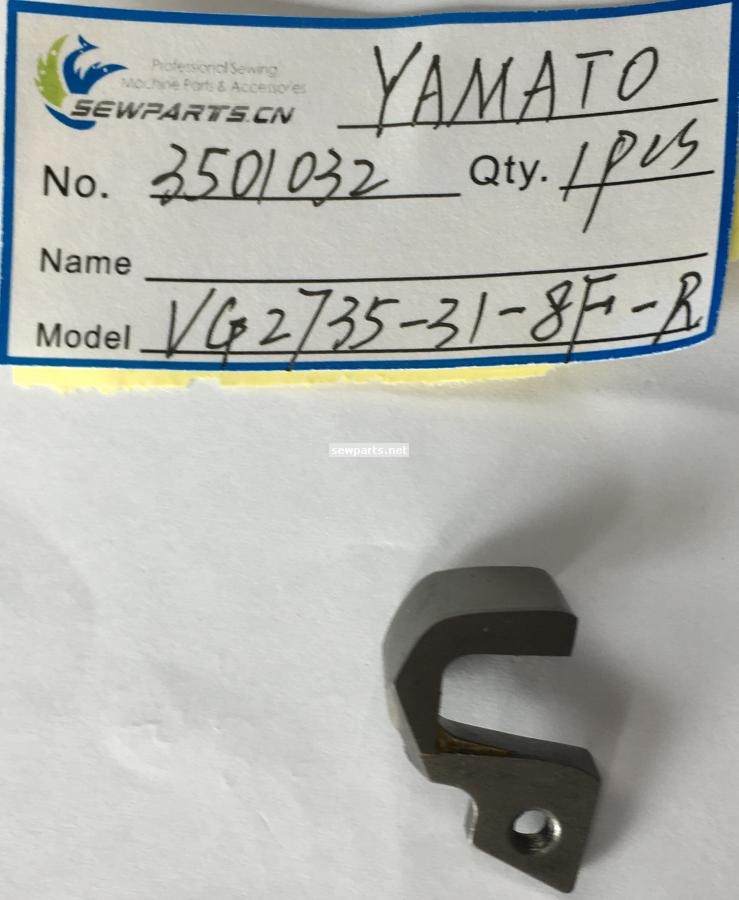 Professional Sewing
Machine Parts & Accessories
SEWPARTS.CN
YAMATO
No. 3501032 Qty. 1pcs
Name
Model VG2735-31-8F-R
sewparts.net